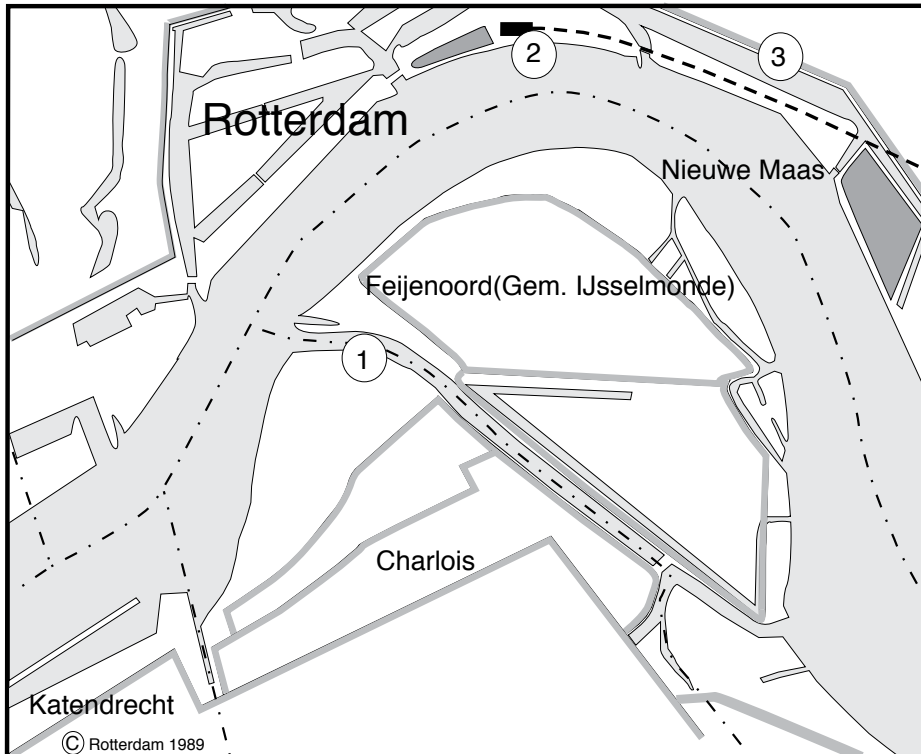 2
3
Rotterdam
Nieuwe Maas
Feijenoord(Gem. IJsselmonde)
1
Charlois
Katendrecht
© Rotterdam 1989